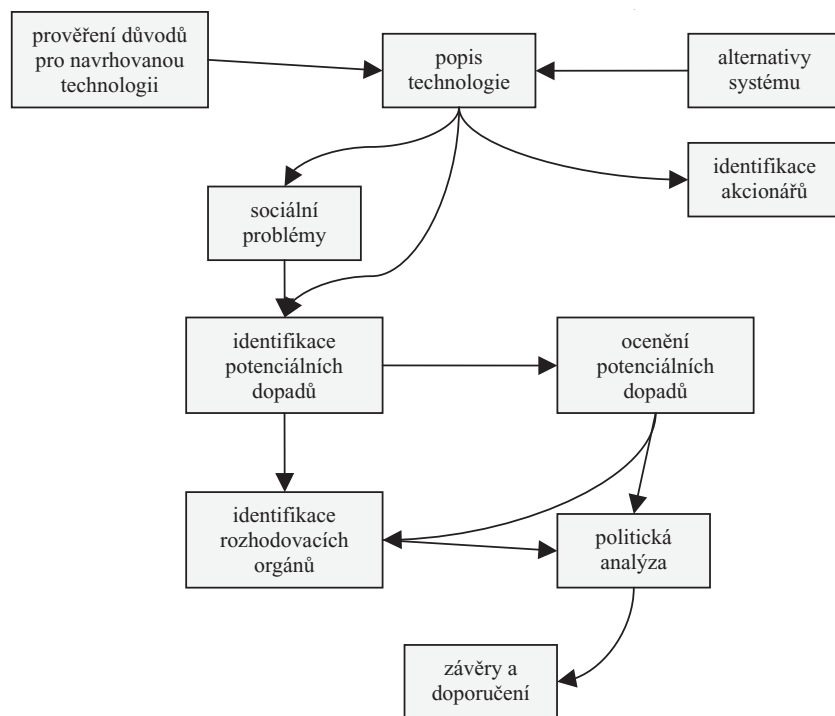 prověření důvodů
pro navrhovanou
technologii
popis
technologie
alternativy
systému
identifikace
akcionářů
sociální
problémy
identifikace
potenciálních
dopadů
ocenění
potenciálních
dopadů
identifikace
rozhodovacích
orgánů
politická
analýza
závěry a
doporučení